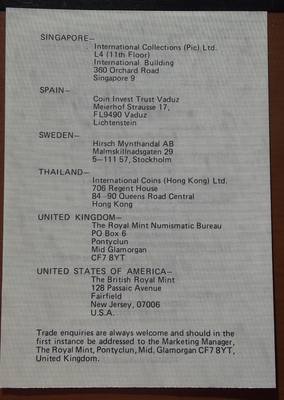 SINGAPORE—
International Collections (Pic) Ltd.
L4 (11th Floor)
International Building
360 Orchard Road
Singapore 9
SPAIN—
Coin Invest Trust Vaduz
Meierhof Strausse 17,
FL9490 Vaduz
Lichtenstein
SWEDEN—
Hirsch Mynthandal AB
Malmskillnadsgaten 29
5—111 57, Stockholm
THAILAND—
International Coins (Hong Kong) Ltd.
706 Regent House
84-90 Queens Road Central
Hong Kong
UNITED KINGDOM—
The Royal Mint Numismatic Bureau
PO Box 6
Pontyclun
Mid Glamorgan
CF7 8YT
UNITED STATES OF AMERICA—
The British Royal Mint
128 Passaic Avenue
Fairfield
New Jersey, 07006
U.S.A.
Trade enquiries are always welcome and should in the
first instance be addressed to the Marketing Manager,
The Royal Mint, Pontyclun, Mid. Glamorgan CF7 8YT,
United Kingdom.